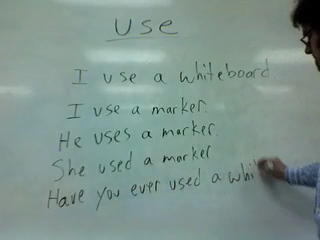 use
I use a whiteboard
I use a marker.
He uses a marker.
She used a marker
Have you ever used a whi